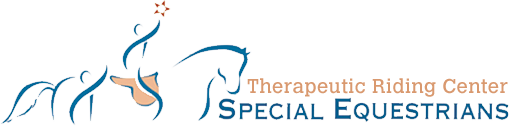 Therapeutic Riding Center
SPECIAL EQUESTRIANS